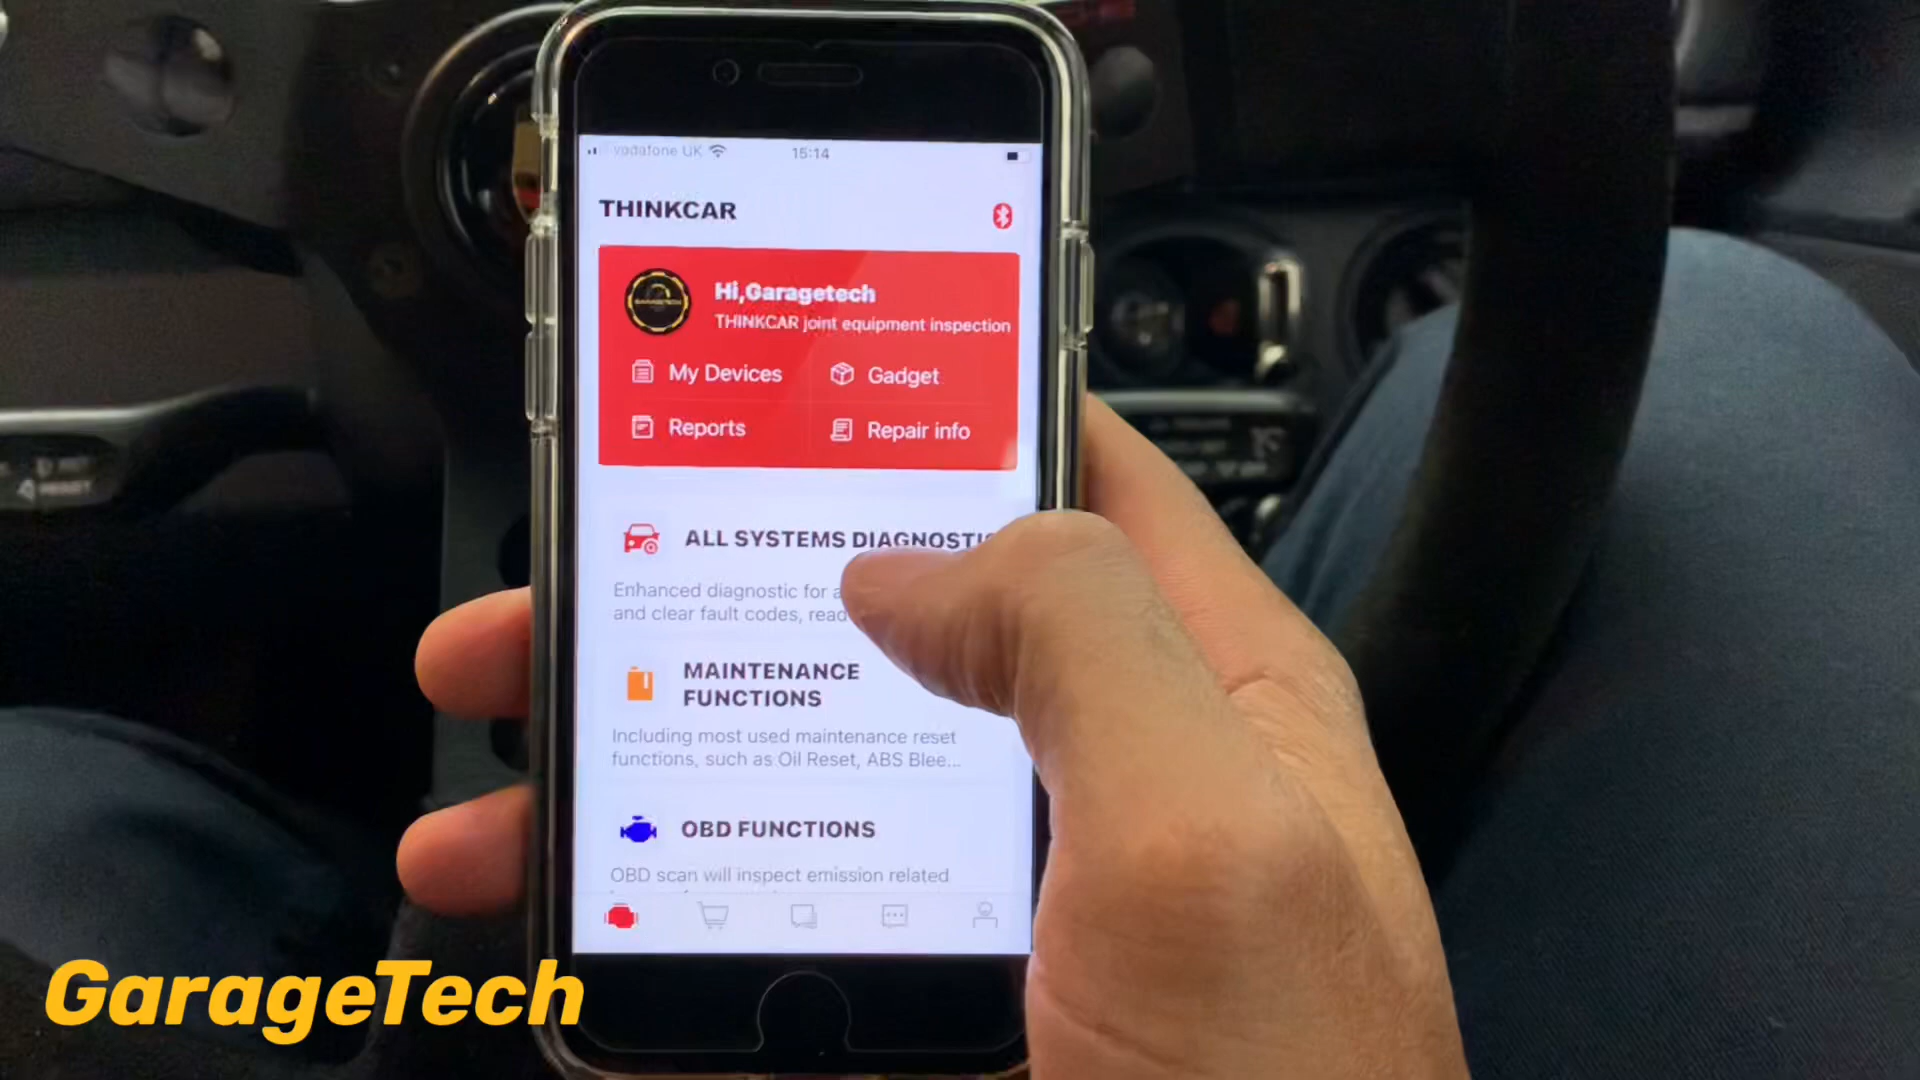 vodafone UK
15:14
THINKCAR
Hi,Garagetech
THINKCAR joint equipment inspection
My Devices
Gadget
Reports
Repair info
ALL SYSTEMS DIAGNOSTIC
Enhanced diagnostic for a
and clear fault codes, read
MAINTENANCE
FUNCTIONS
Including most used maintenance reset
functions, such as Oil Reset, ABS Blee...
OBD FUNCTIONS
OBD scan will inspect emission related
RESET
GARAGETECH
GarageTech